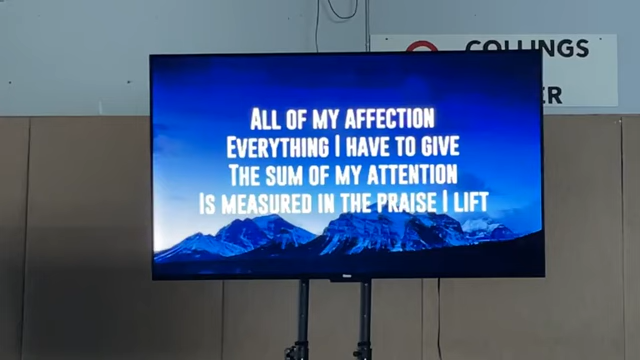 COLLINGS
ER
ALL OF MY AFFECTION
EVERYTHING I HAVE TO GIVE
THE SUM OF MY ATTENTION
IS MEASURED IN THE PRAISE I LIFT